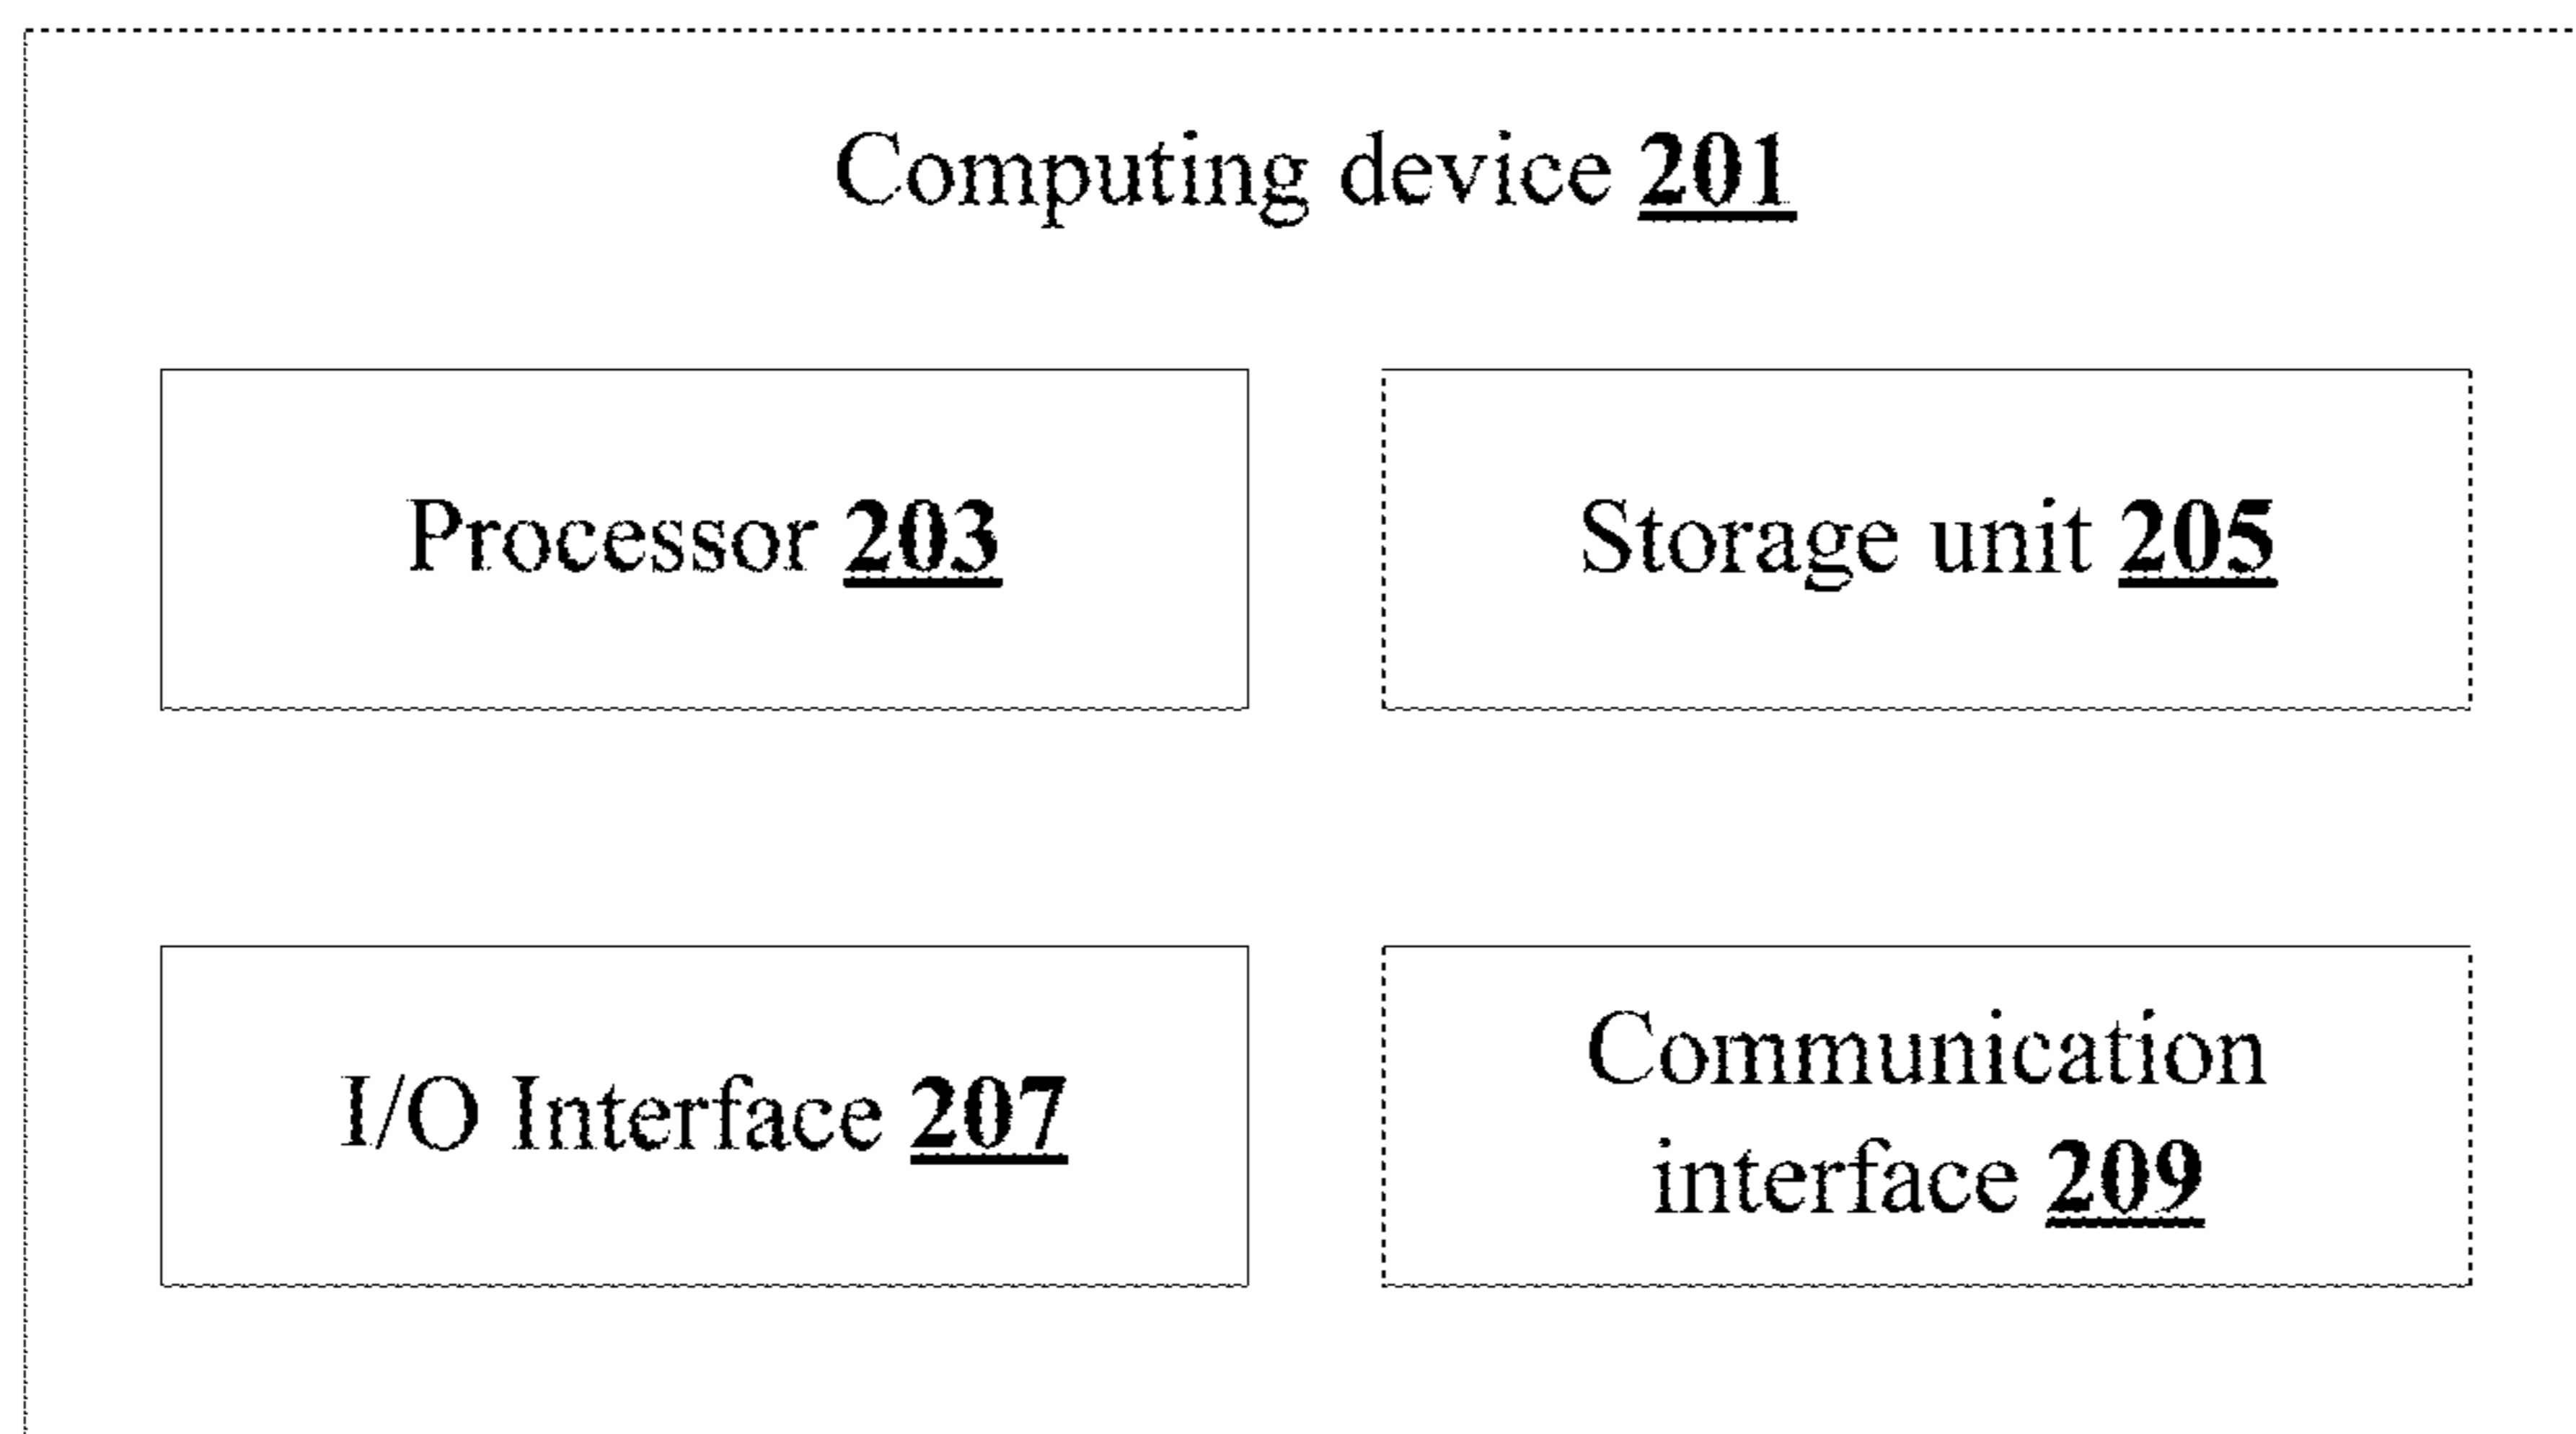 Computing device 201
Processor 203
Storage unit 205
I/O Interface 207
Communication
interface 209